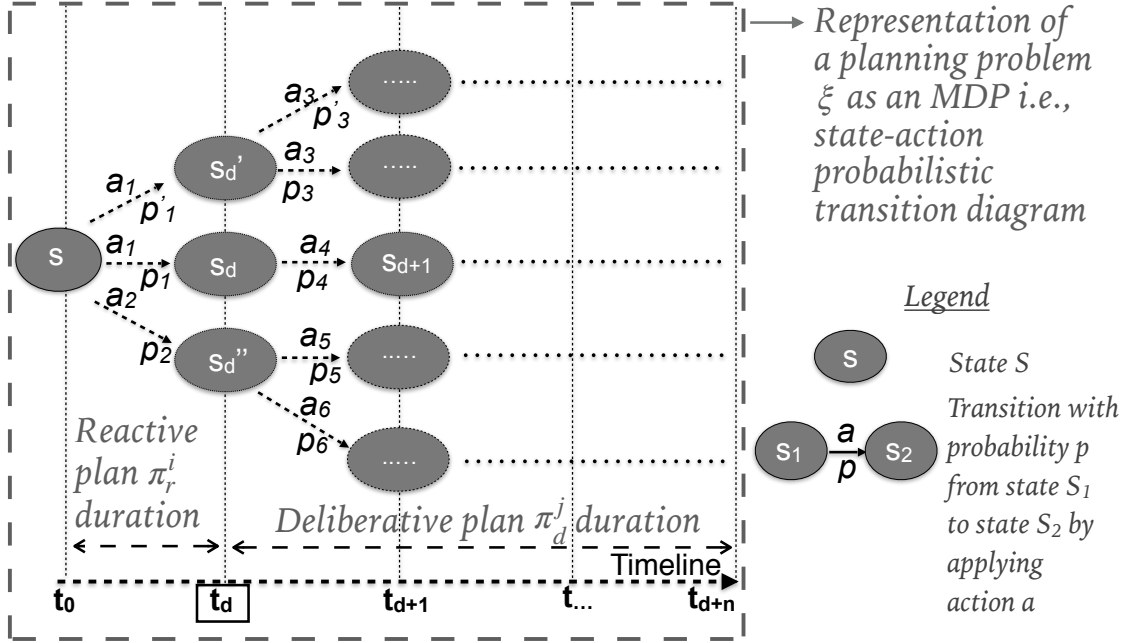 .....
a3
p'3
a3
p3
.....
sd'
a1
p'1
s
a1
p1
sd
a4
p4
sd+1
a2
p2
sd''
a5
p5
.....
a6
p6
.....
Reactive
plan π_r^i
duration
Deliberative plan π_d^j duration
Timeline
t0
td
td+1
t...
td+n
Representation of
a planning problem
ξ as an MDP i.e.,
state-action
probabilistic
transition diagram
Legend
s
State S
s1
a
p
s2
Transition with
probability p
from state S1
to state S2 by
applying
action a